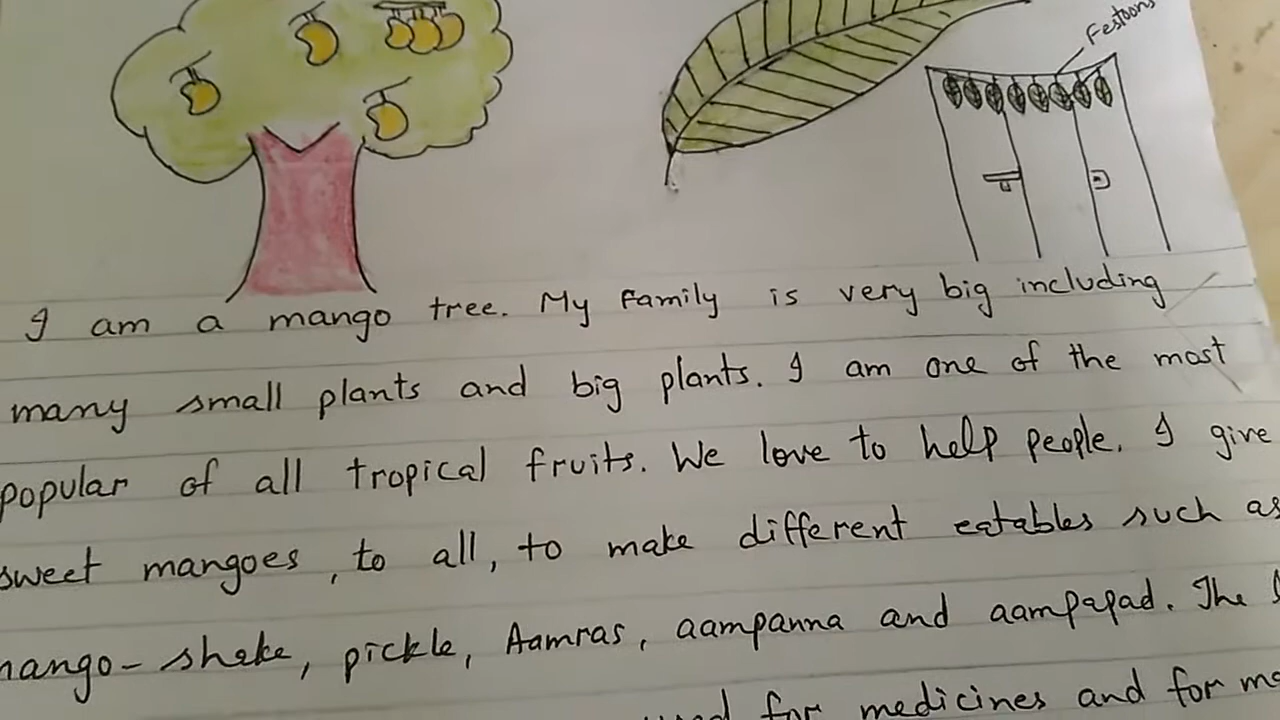 Festoons
I am a mango tree. My family is very big including
many small plants and big plants. I am one of the most
popular of all tropical fruits. We love to help people. I give
sweet mangoes, to all, to make different eatables such as
mango-shake, pickle, Aamras, aampanna and aampapad. The
used for medicines and for